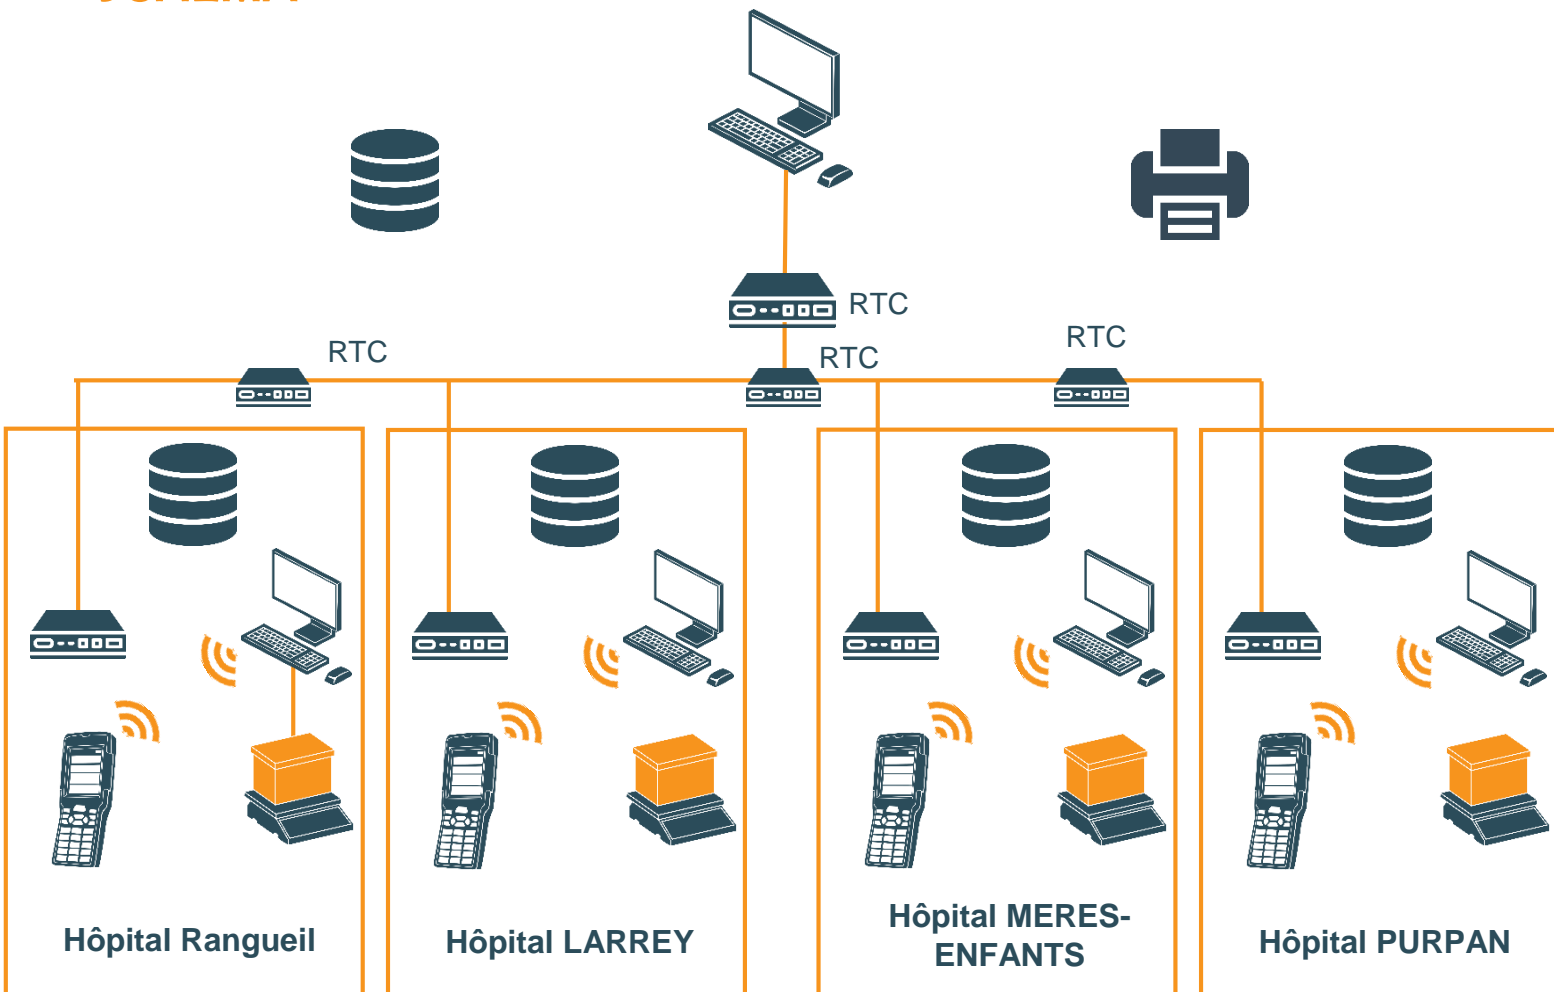 RTC
RTC
RTC
RTC
Hôpital Rangueil
Hôpital LARREY
Hôpital MERES-
ENFANTS
Hôpital PURPAN